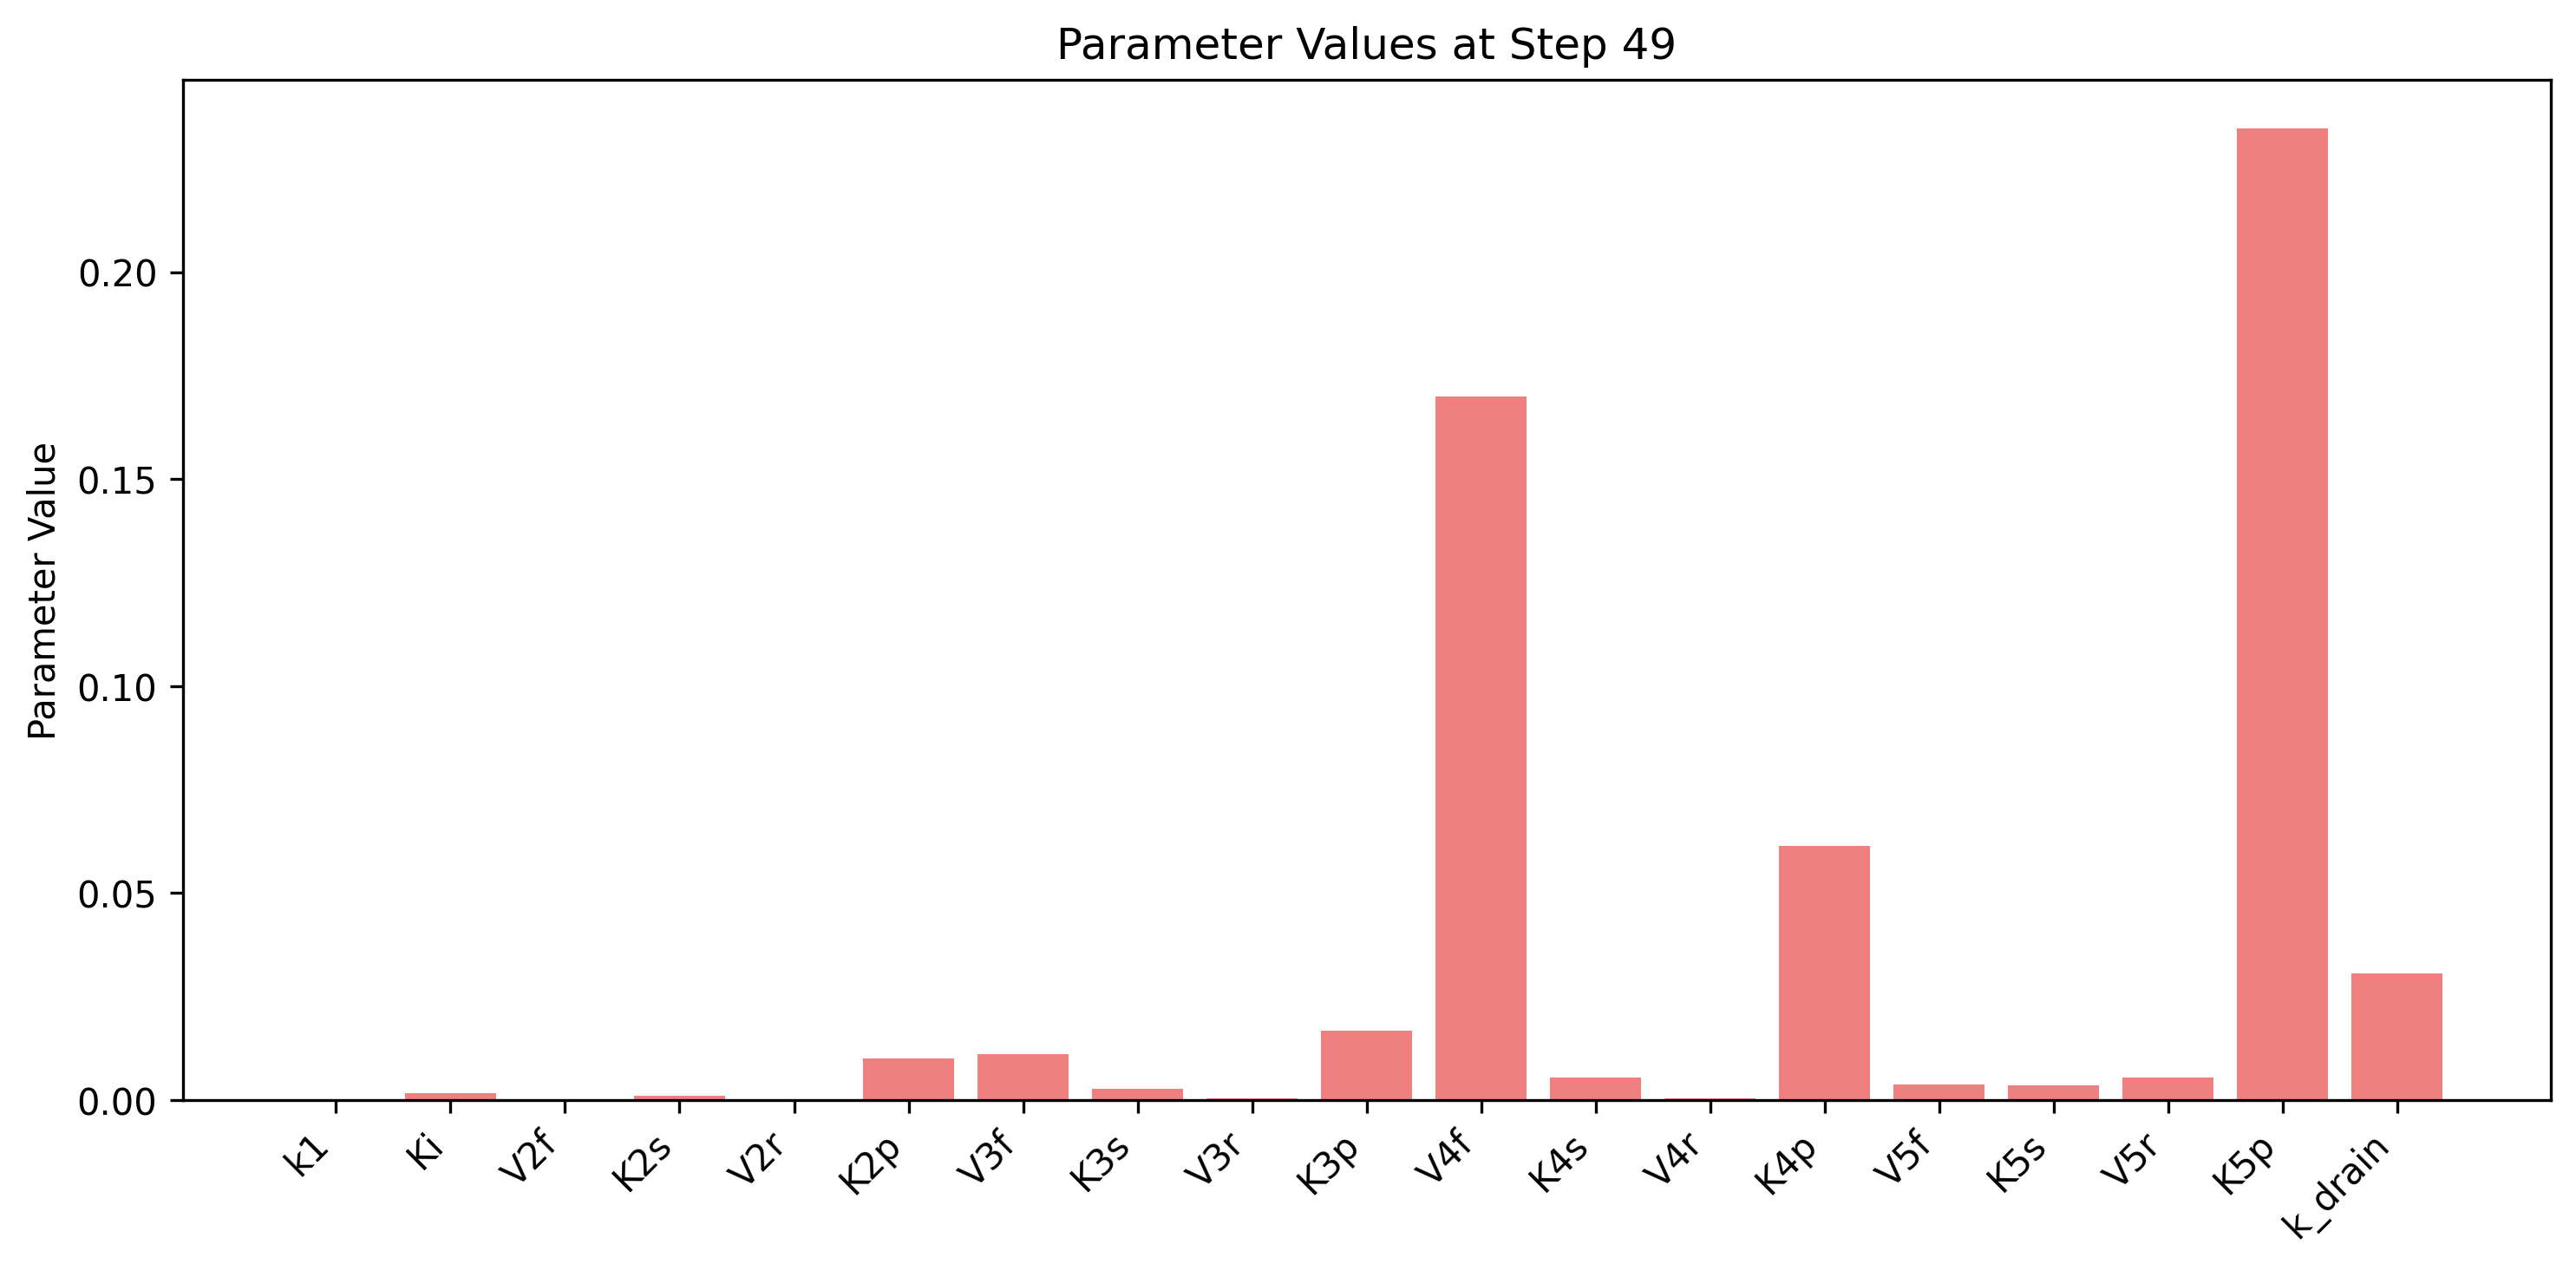 Parameter Values at Step 49
Parameter Value
0.20
0.15
0.10
0.05
0.00
k1
Ki
V2f
K2s
V2r
K2p
V3f
K3s
V3r
K3p
V4f
K4s
V4r
K4p
V5f
K5s
V5r
K5p
k_drain